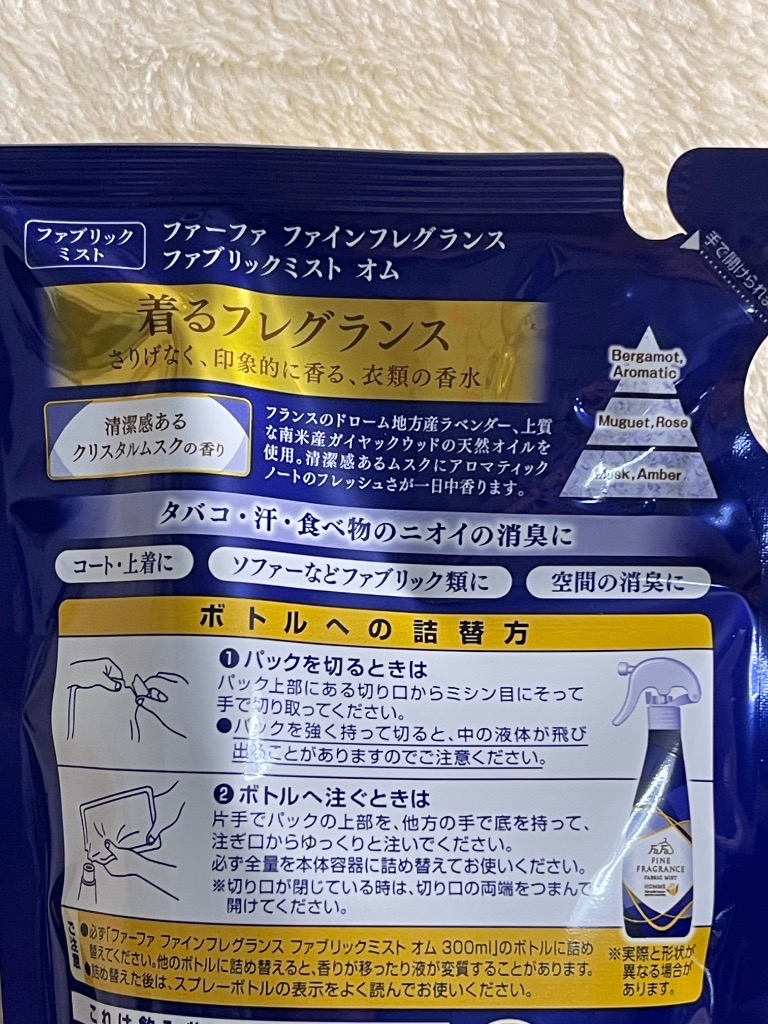 ファブリック
ミスト
ファーファ ファインフレグランス
ファブリックミスト オム
手で開けられま
着るフレグランス
さりげなく、印象的に香る、衣類の香水
清潔感ある
クリスタルムスクの香り
フランスのドローム地方産ラベンダー、上質
な南米産ガイヤックウッドの天然オイルを
使用。清潔感あるムスクにアロマティック
ノートのフレッシュさが一日中香ります。
Bergamot,
Aromatic
Muguet,Rose
Musk,Amber
タバコ・汗・食べ物のニオイの消臭に
コート・上着に
ソファーなどファブリック類に
空間の消臭に
ボトルへの詰替方
❶パックを切るときは
パック上部にある切り口からミシン目にそって
手で切り取ってください。
●パックを強く持って切ると、中の液体が飛び
出ることがありますのでご注意ください。
❷ボトルへ注ぐときは
片手でパックの上部を、他方の手で底を持って、
注ぎ口からゆっくりと注いでください。
必ず全量を本体容器に詰め替えてお使いください。
※切り口が閉じている時は、切り口の両端をつまんで
開けてください。
FINE
FRAGRANCE
FABRIC MIST
HOMME
ご注意
●必ず「ファーファ ファインフレグランス ファブリックミスト オム 300ml」のボトルに詰め
替えてください。他のボトルに詰め替えると、香りが移ったり液が変質することがあります。
●詰め替えた後は、スプレーボトルの表示をよく読んでお使いください。
※実際と形状が
異なる場合が
あります。